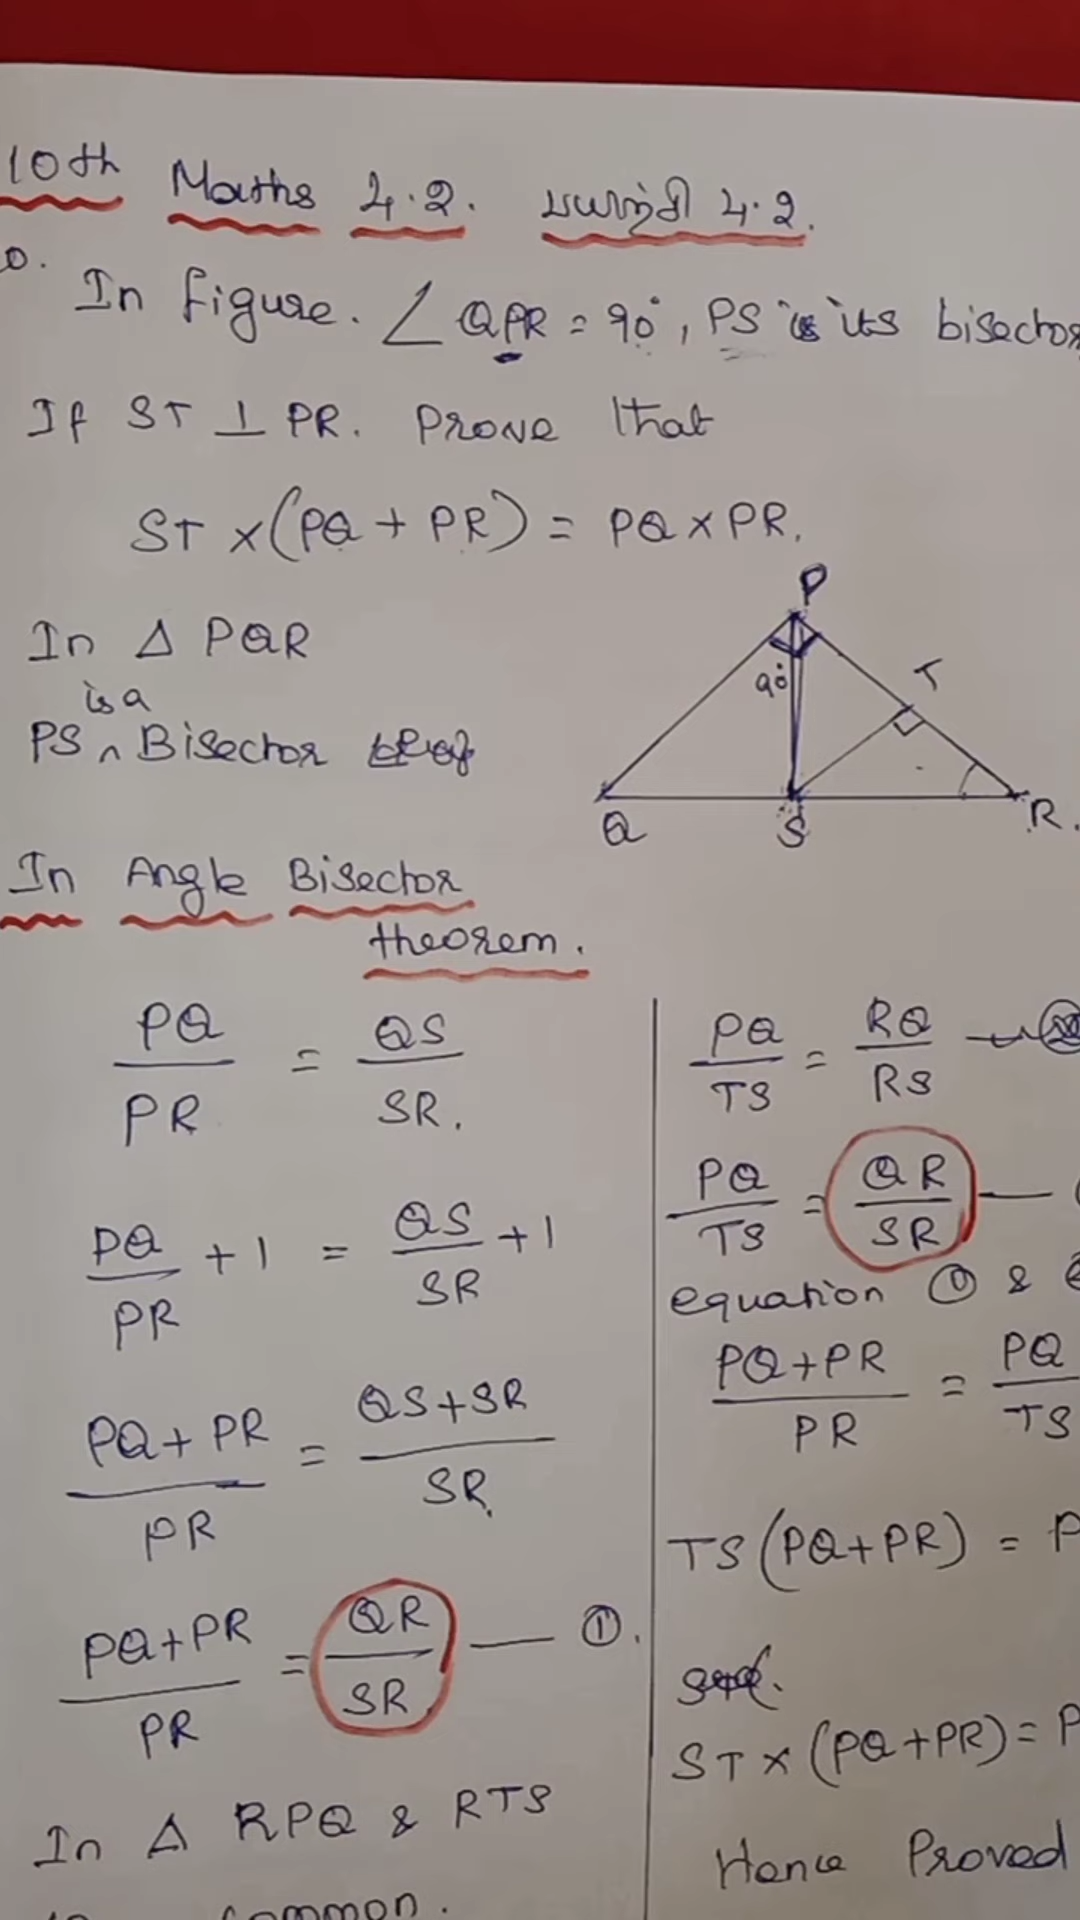 10th Maths 4.2. பயிற்சி 4.2.
0.
In figure. ∠QPR = 90°, PS is its bisector
If ST ⊥ PR. Prove that
ST × (PQ + PR) = PQ × PR.
In Δ PQR
is a
PS ^ Bisector of
P
90°
T
Q
S
R.
In Angle Bisector
theorem.
PQ/PR = QS/SR.
PQ/PR + 1 = QS/SR + 1
PQ + PR/PR = QS + SR/SR.
PQ + PR/PR = QR/SR — ①.
In Δ RPQ & RTS
common.
PQ/TS = RQ/RS —
PQ/TS = QR/SR —
equation ① &
PQ + PR/PR = PQ/TS
TS (PQ + PR) = P
ST × (PQ + PR) = P
Hence Proved